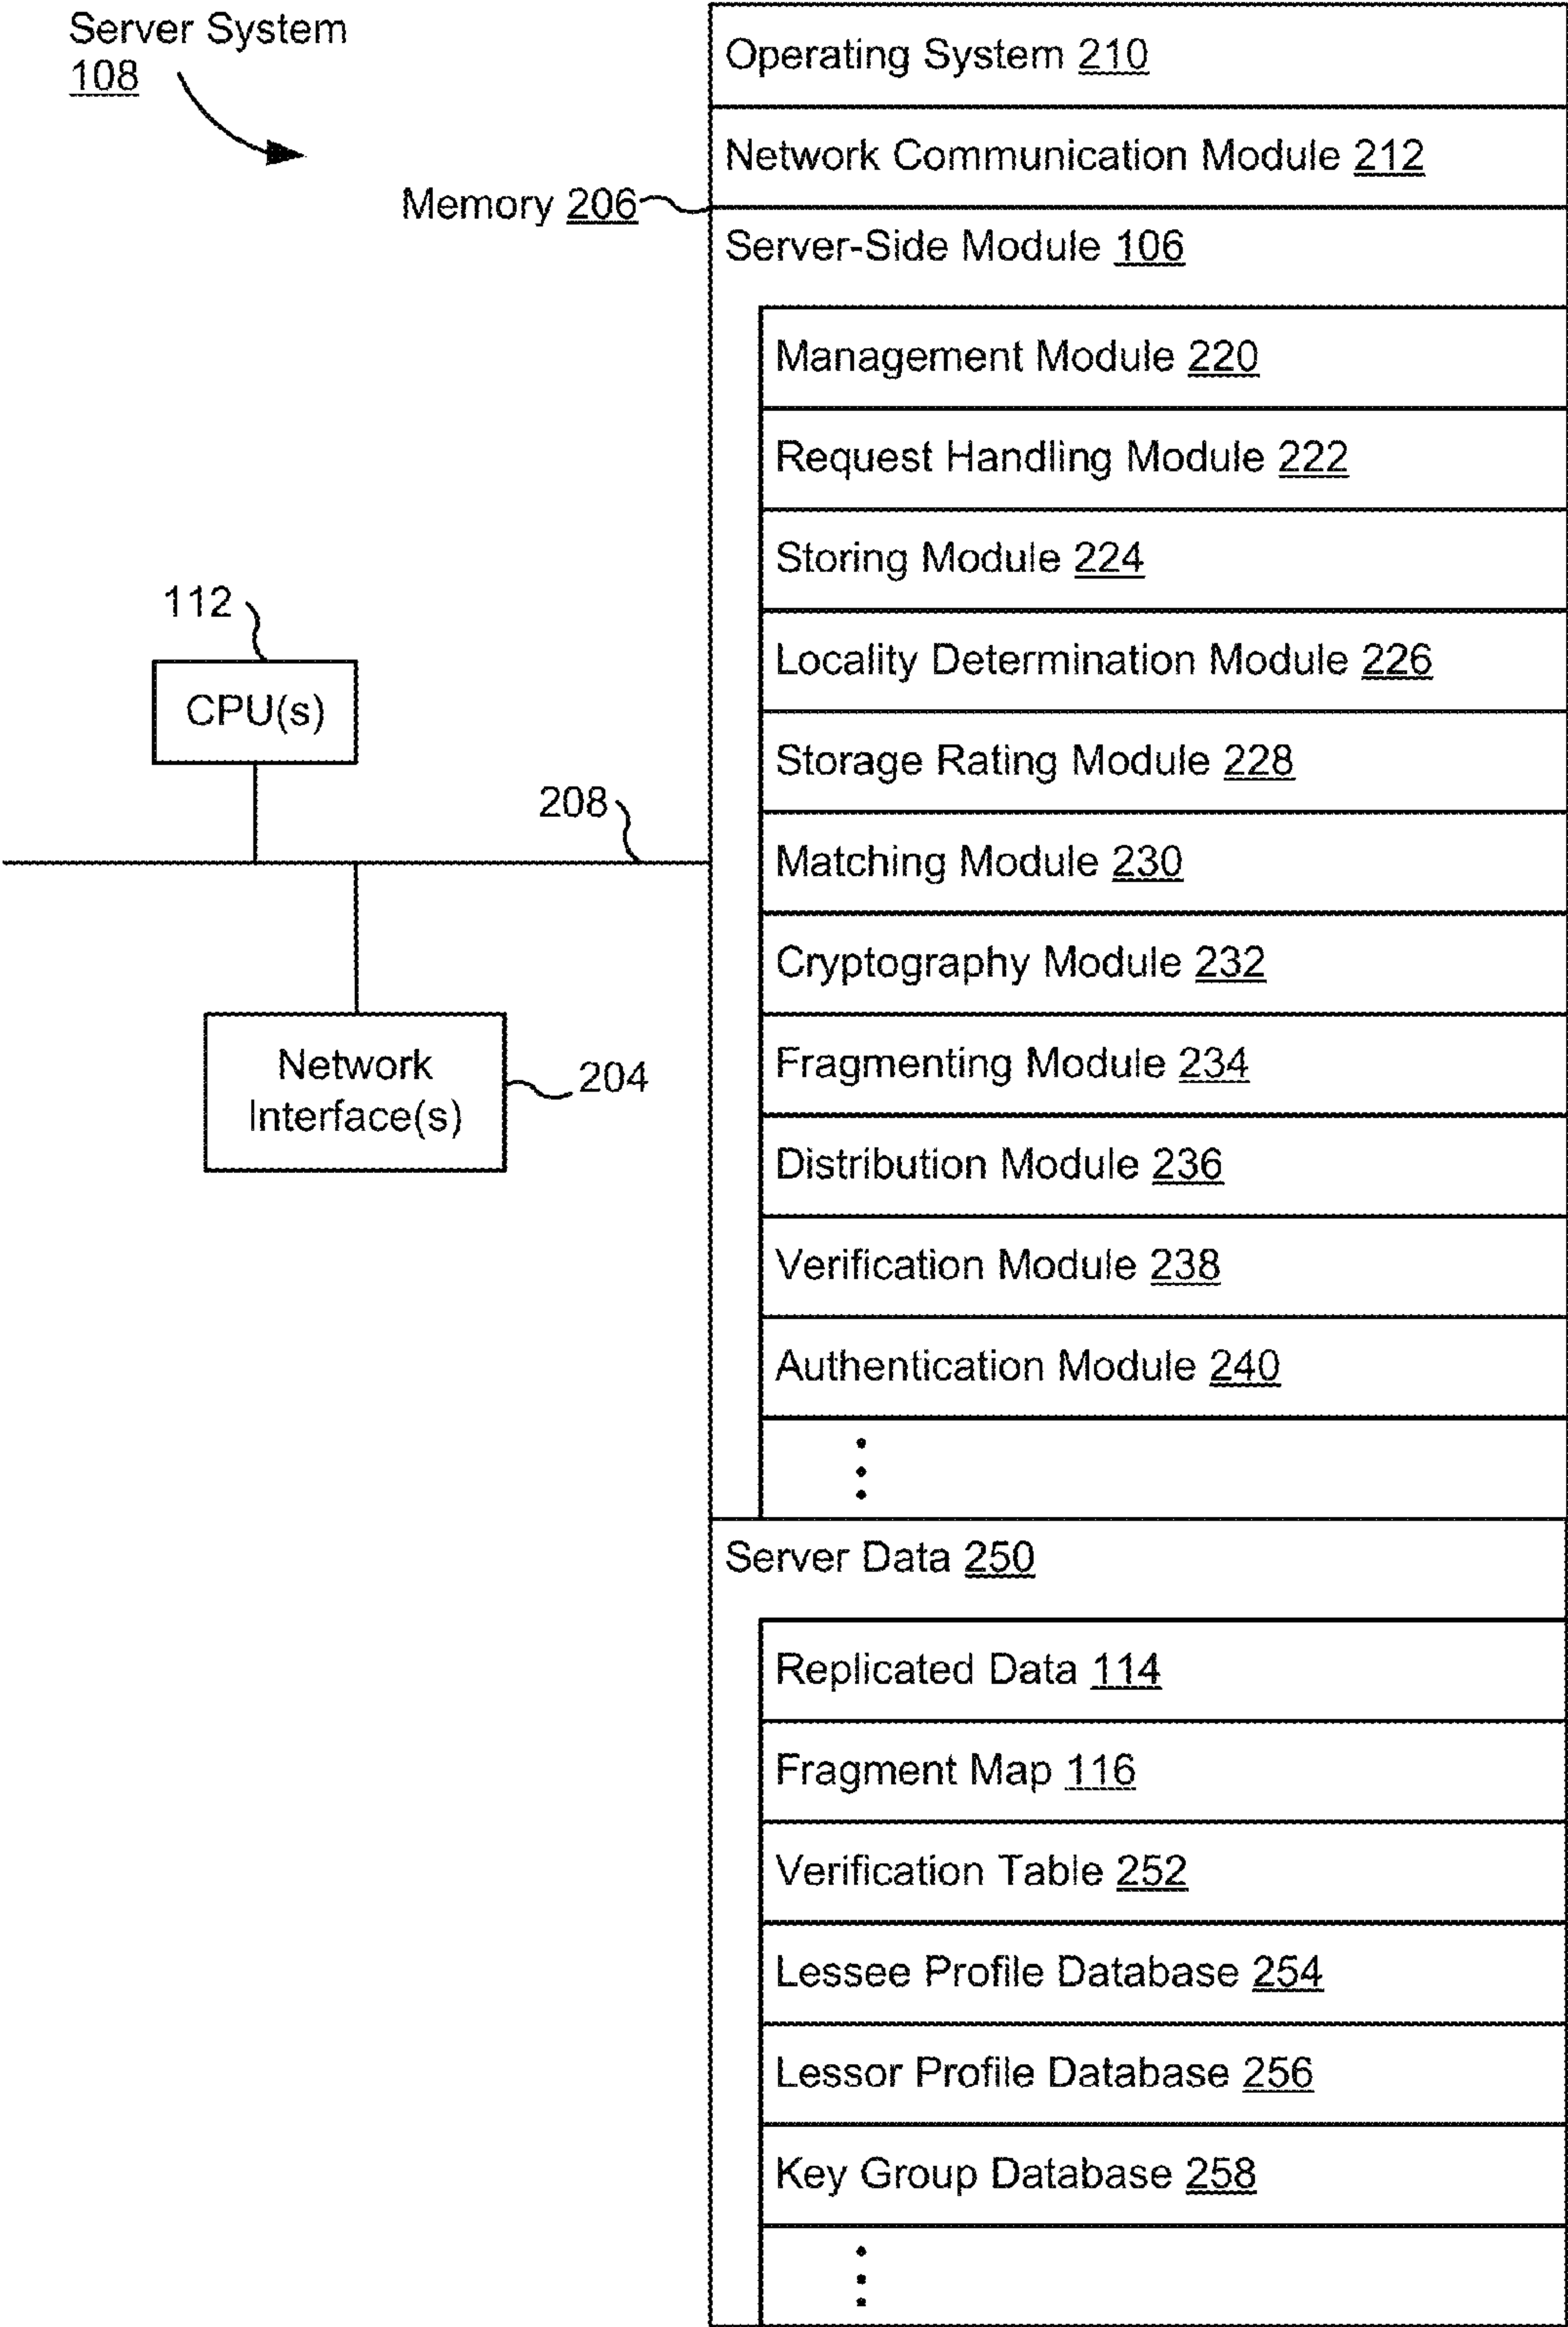 Server System
108
Operating System 210
Network Communication Module 212
Memory 206
Server-Side Module 106
Management Module 220
Request Handling Module 222
Storing Module 224
Locality Determination Module 226
Storage Rating Module 228
Matching Module 230
Cryptography Module 232
Fragmenting Module 234
Distribution Module 236
Verification Module 238
Authentication Module 240
112
CPU(s)
208
Network
Interface(s)
204
Server Data 250
Replicated Data 114
Fragment Map 116
Verification Table 252
Lessee Profile Database 254
Lessor Profile Database 256
Key Group Database 258